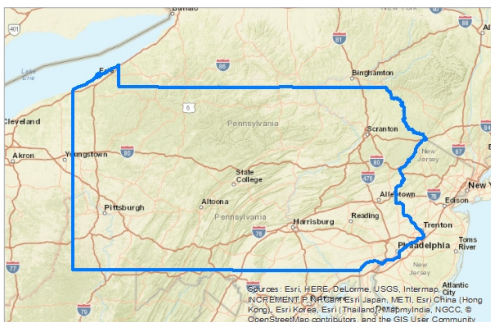 Buffalo
New York
401
Lake
Erie
Erie
Binghamton
Cleveland
Akron
Youngstown
Pennsylvania
Scranton
New
Jersey
State
College
Altoona
Pittsburgh
Pennsylvania
Harrisburg
Reading
Allentown
New Yo
Edison
Trenton
Philadelphia
Toms
River
New
Jersey
Atlantic
City
Sources: Esri, HERE, DeLorme, USGS, Intermap,
INCREMENT P, NRCan, Esri Japan, METI, Esri China (Hong
Kong), Esri Korea, Esri (Thailand), MapmyIndia, NGCC, ©
OpenStreetMap contributors, and the GIS User Community